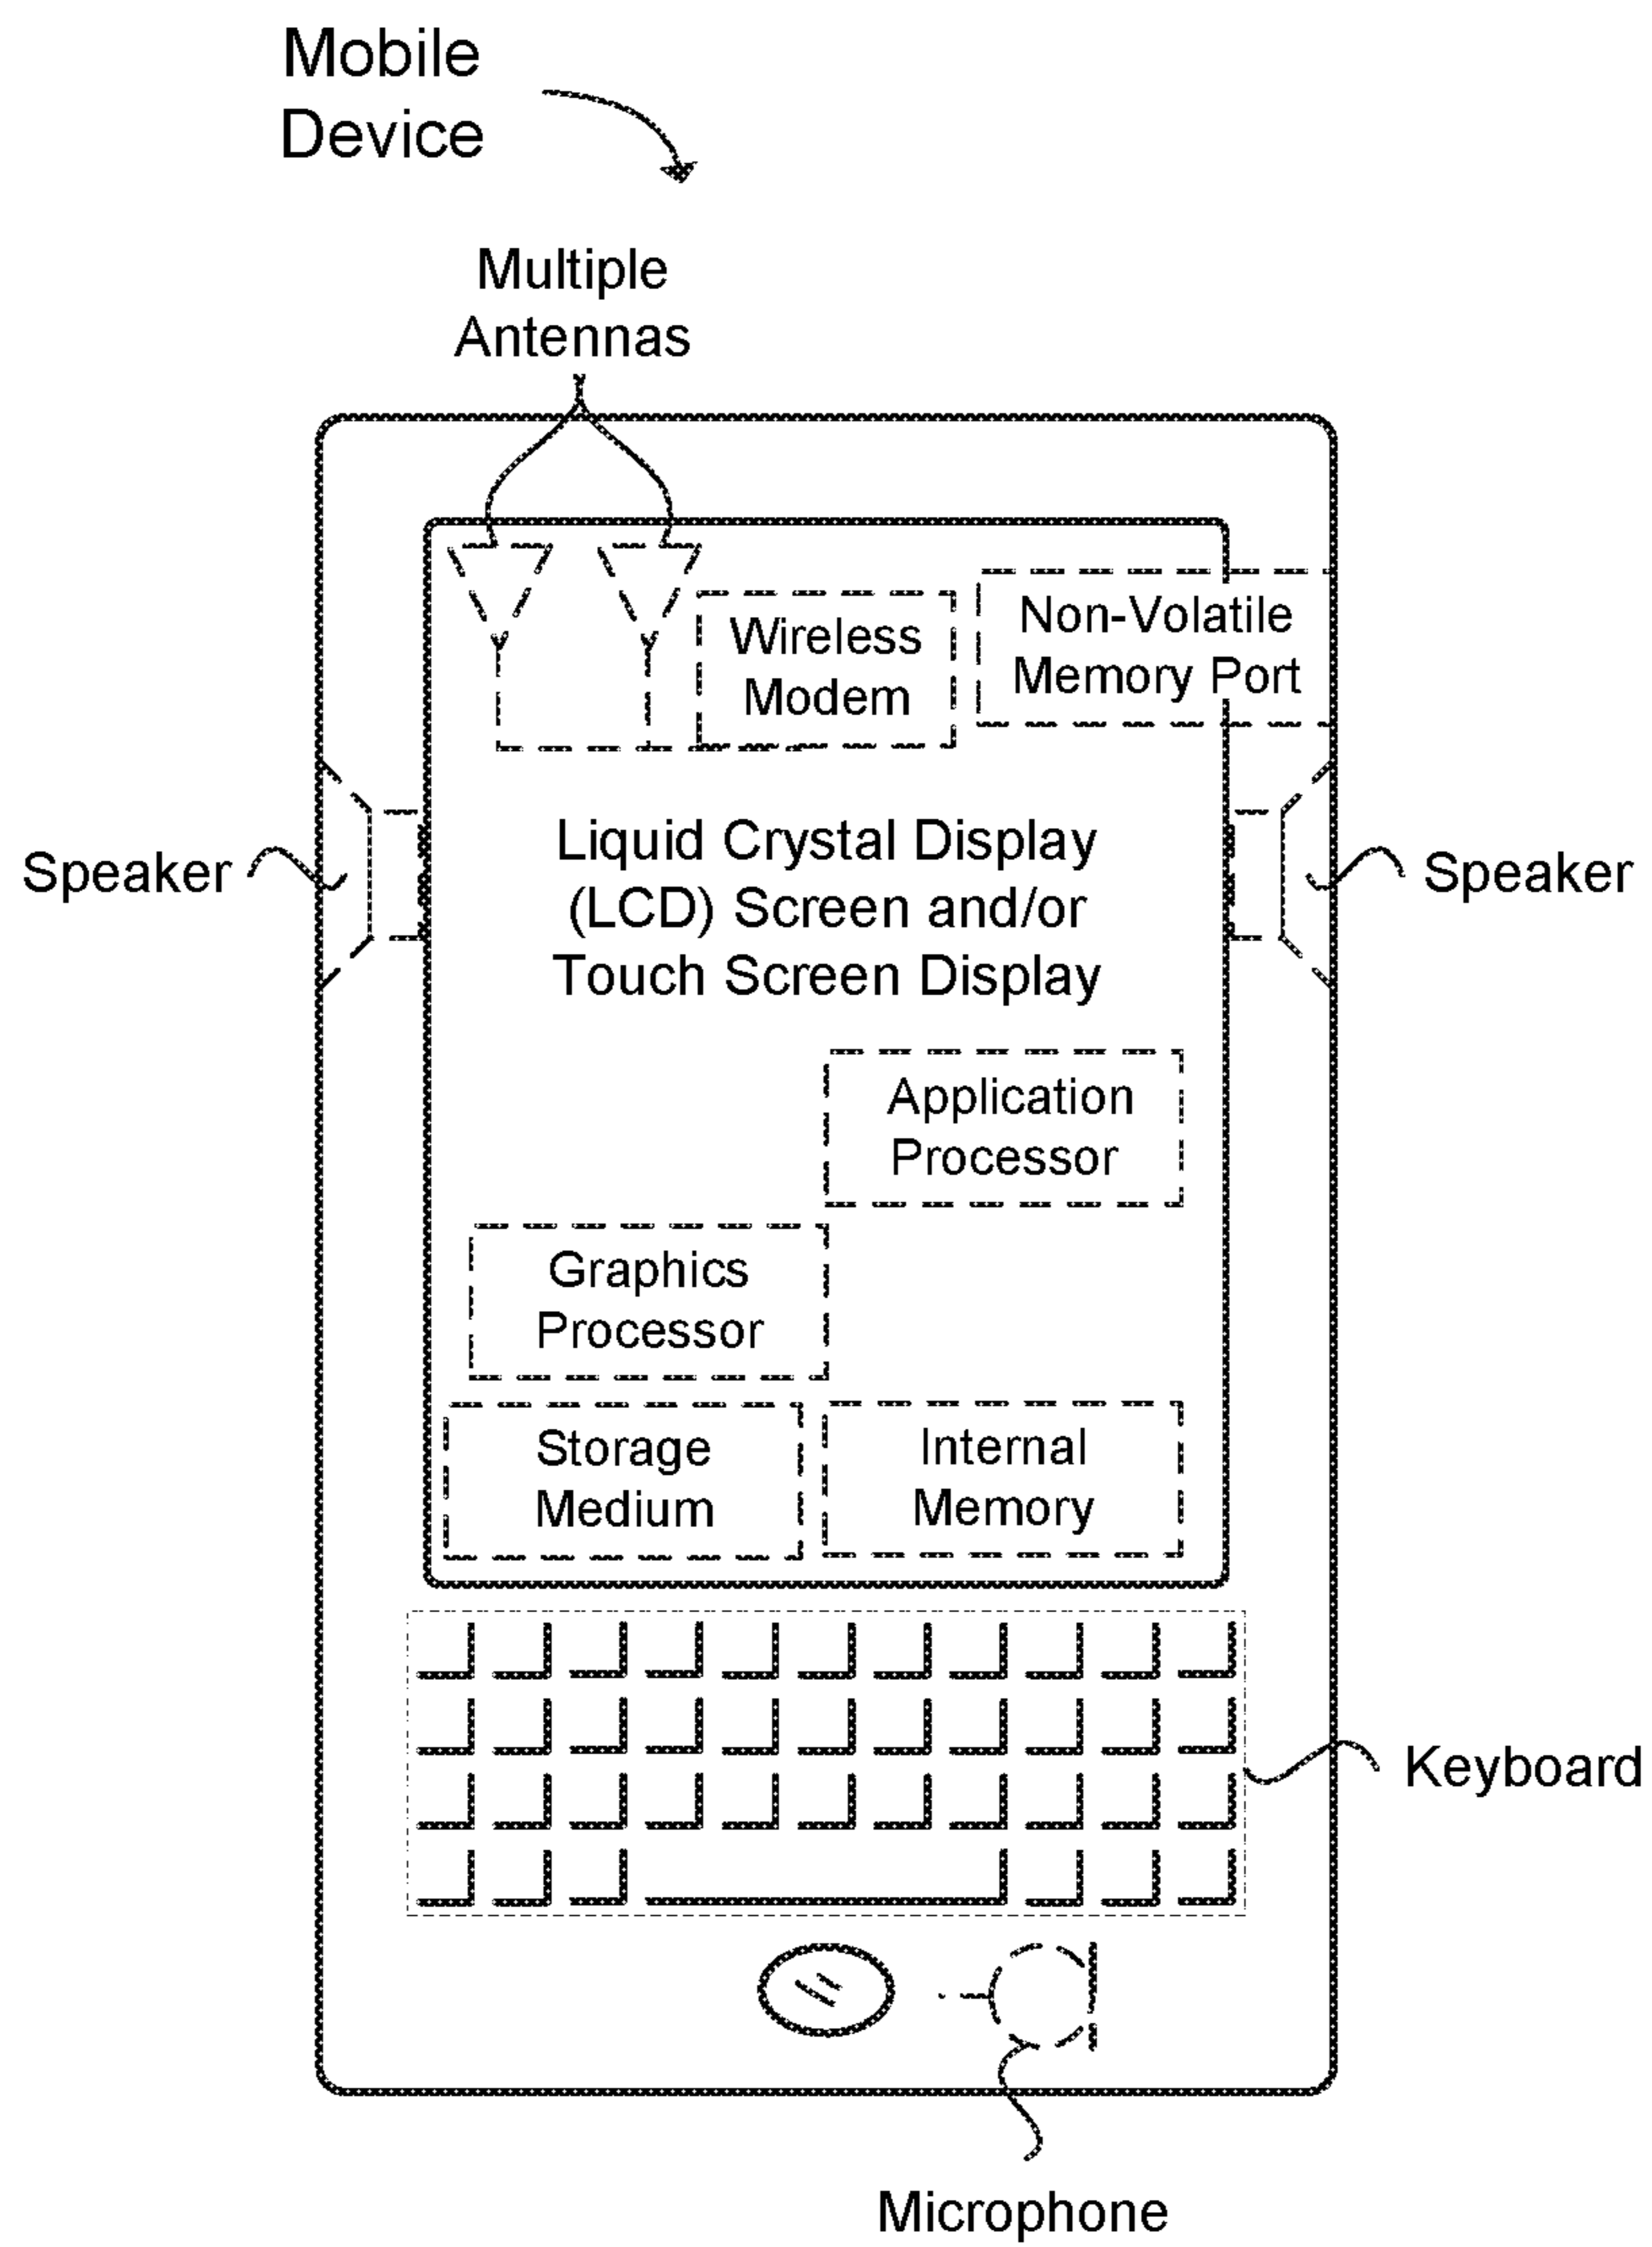 Mobile
Device
Multiple
Antennas
Wireless
Modem
Non-Volatile
Memory Port
Speaker
Liquid Crystal Display
(LCD) Screen and/or
Touch Screen Display
Speaker
Application
Processor
Graphics
Processor
Storage
Medium
Internal
Memory
Keyboard
Microphone